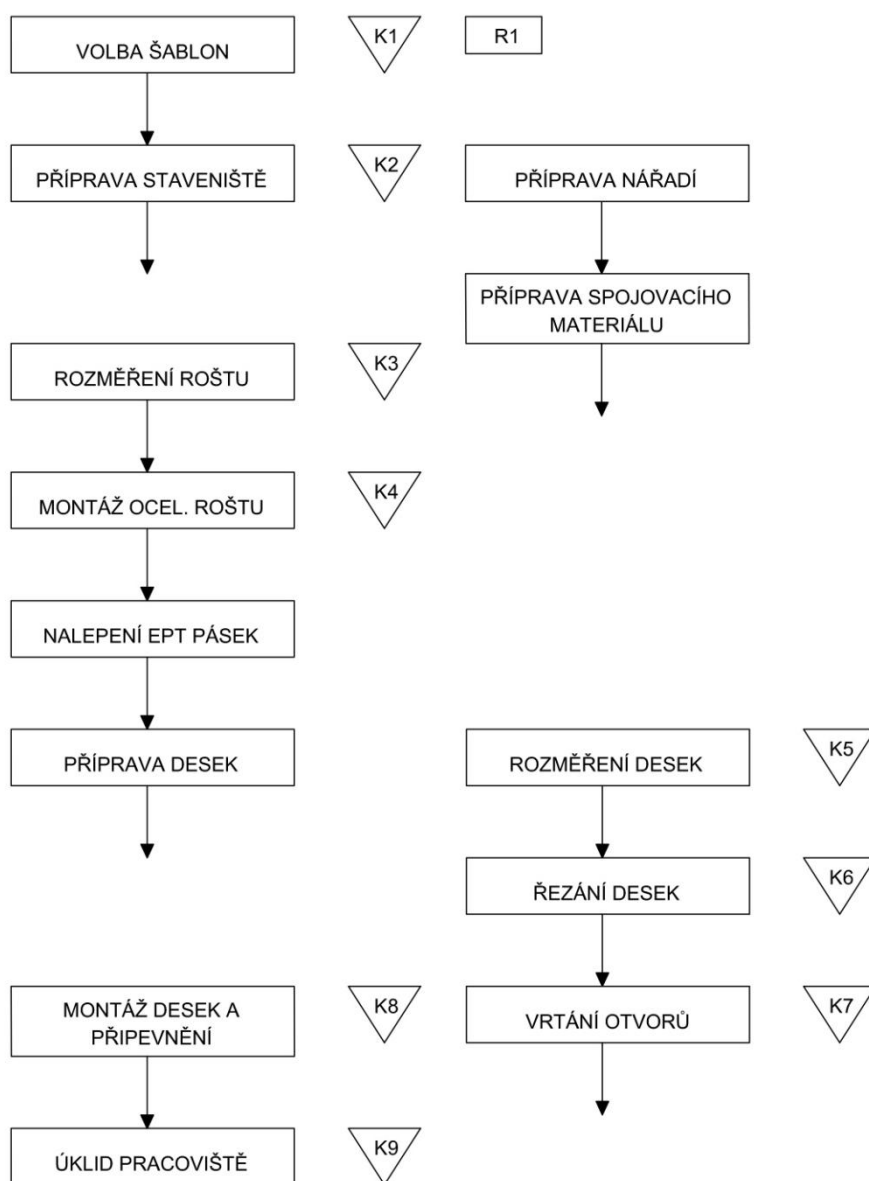 VOLBA ŠABLON
K1
R1
PŘÍPRAVA STAVENIŠTĚ
K2
PŘÍPRAVA NÁŘADÍ
PŘÍPRAVA SPOJOVACÍHO
MATERIÁLU
ROZMĚŘENÍ ROŠTU
K3
MONTÁŽ OCEL. ROŠTU
K4
NALEPENÍ EPT PÁSEK
PŘÍPRAVA DESEK
ROZMĚŘENÍ DESEK
K5
ŘEZÁNÍ DESEK
K6
MONTÁŽ DESEK A
PŘIPEVNĚNÍ
K8
VRTÁNÍ OTVORŮ
K7
ÚKLID PRACOVIŠTĚ
K9